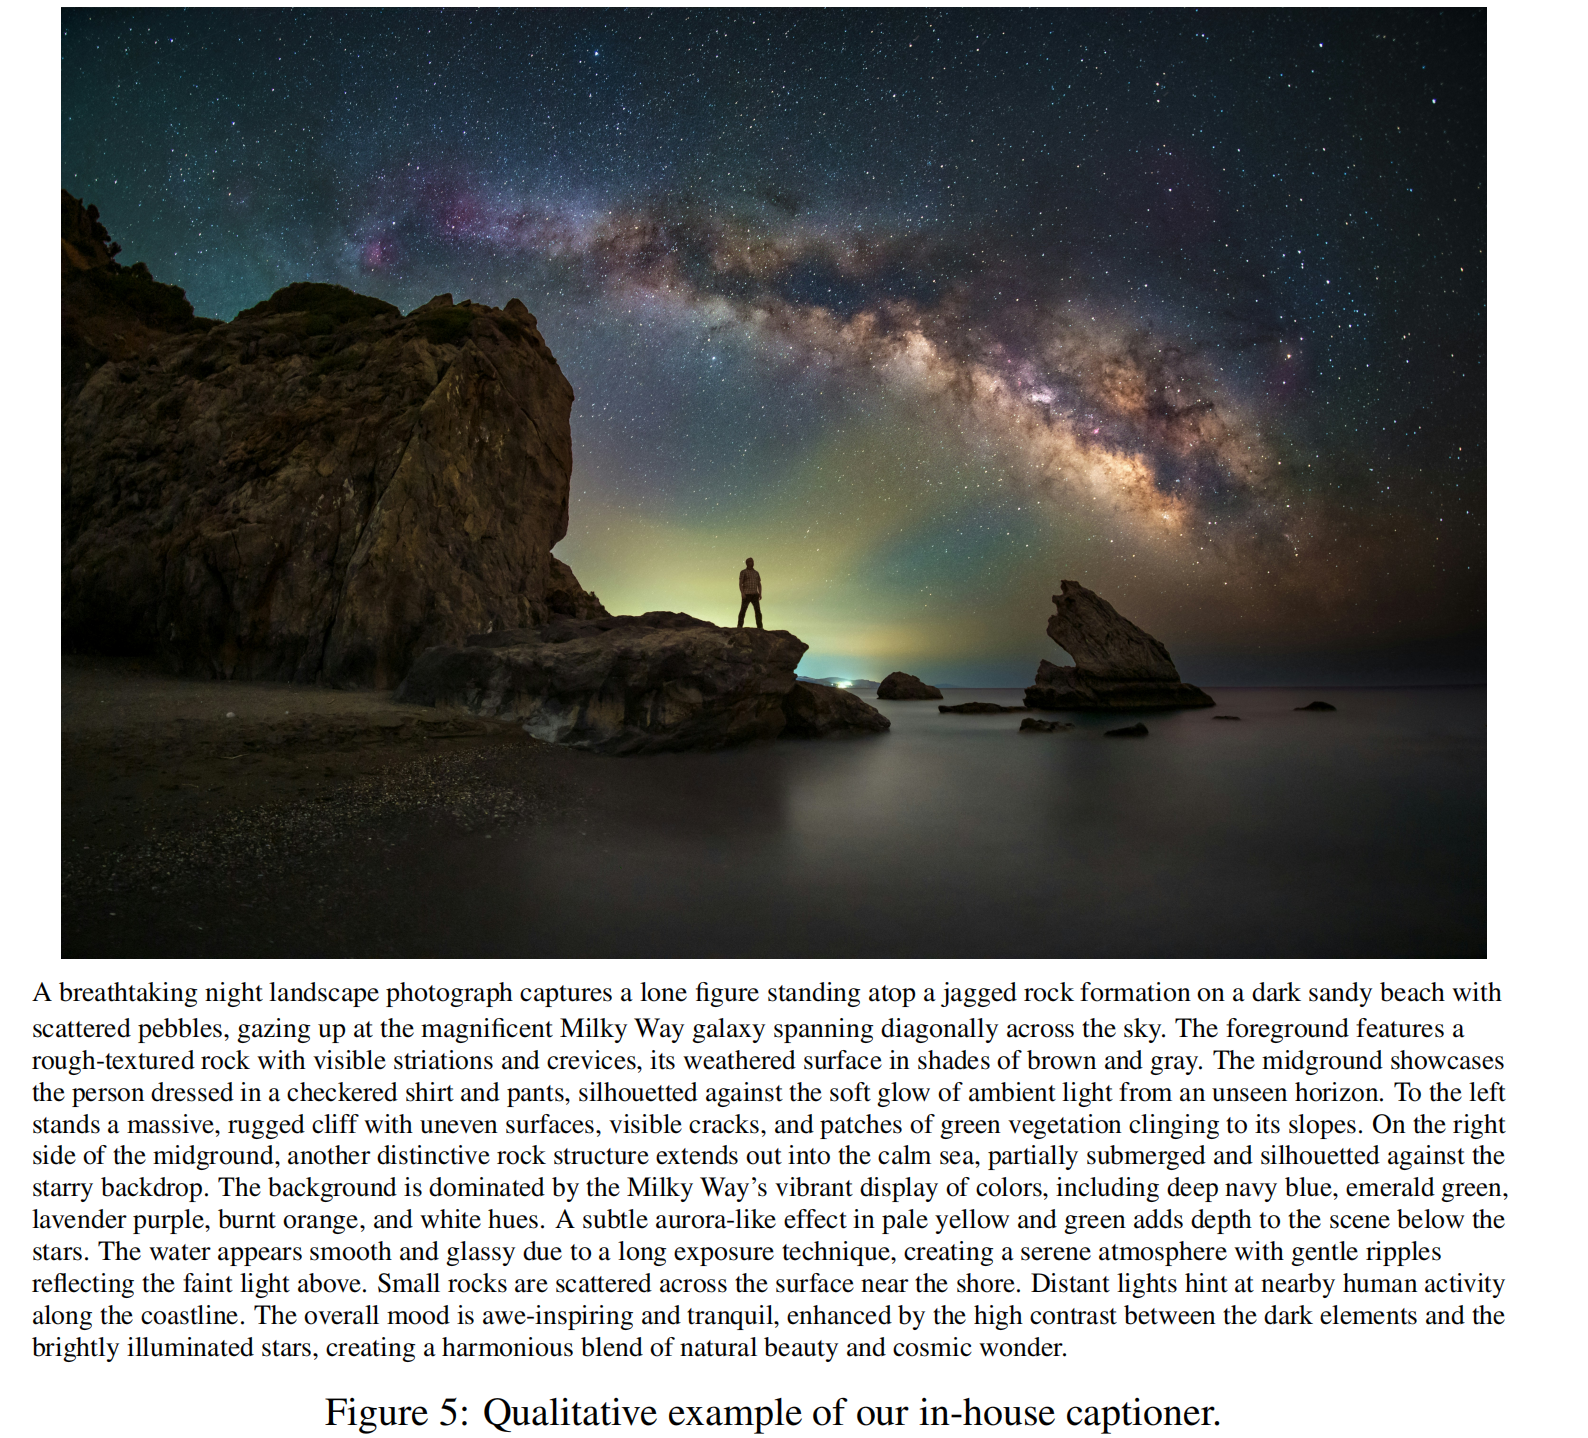 A breathtaking night landscape photograph captures a lone figure standing atop a jagged rock formation on a dark sandy beach with
scattered pebbles, gazing up at the magnificent Milky Way galaxy spanning diagonally across the sky. The foreground features a
rough-textured rock with visible striations and crevices, its weathered surface in shades of brown and gray. The midground showcases
the person dressed in a checkered shirt and pants, silhouetted against the soft glow of ambient light from an unseen horizon. To the left
stands a massive, rugged cliff with uneven surfaces, visible cracks, and patches of green vegetation clinging to its slopes. On the right
side of the midground, another distinctive rock structure extends out into the calm sea, partially submerged and silhouetted against the
starry backdrop. The background is dominated by the Milky Way’s vibrant display of colors, including deep navy blue, emerald green,
lavender purple, burnt orange, and white hues. A subtle aurora-like effect in pale yellow and green adds depth to the scene below the
stars. The water appears smooth and glassy due to a long exposure technique, creating a serene atmosphere with gentle ripples
reflecting the faint light above. Small rocks are scattered across the surface near the shore. Distant lights hint at nearby human activity
along the coastline. The overall mood is awe-inspiring and tranquil, enhanced by the high contrast between the dark elements and the
brightly illuminated stars, creating a harmonious blend of natural beauty and cosmic wonder.
Figure 5: Qualitative example of our in-house captioner.